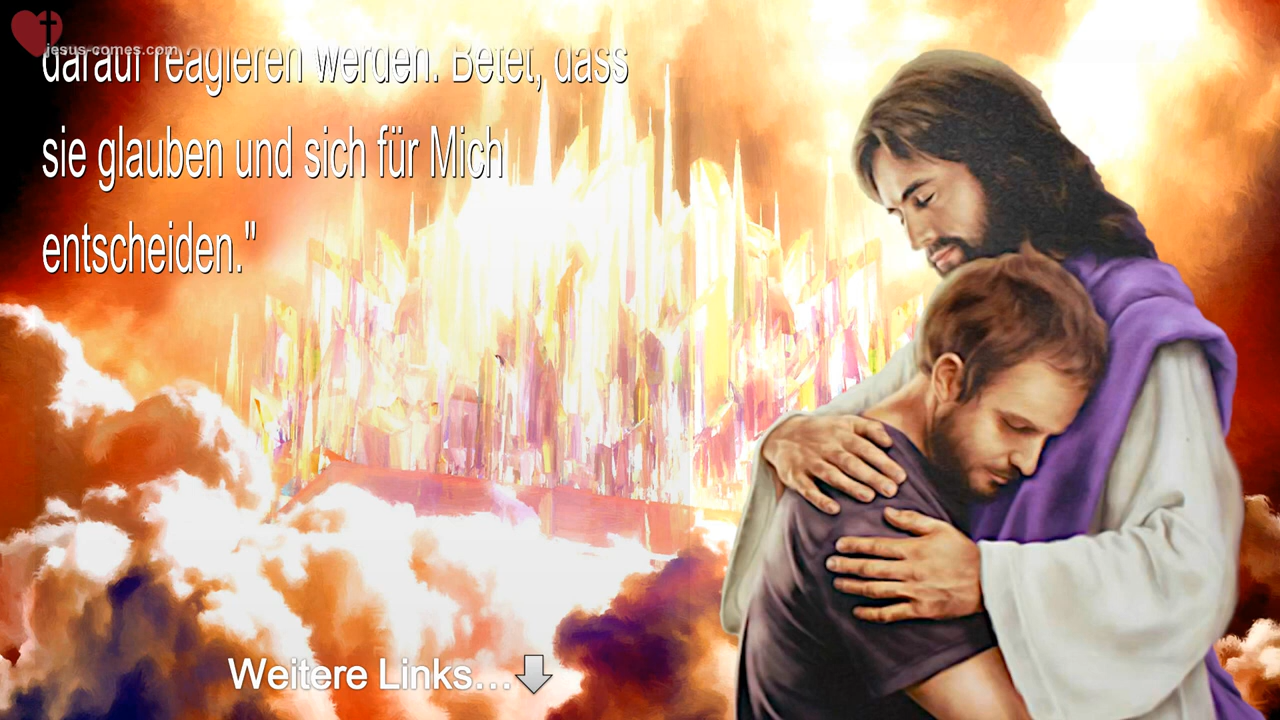 jesus-comes.com
darauf reagieren werden. Betet, dass
sie glauben und sich für Mich
entscheiden."
Weitere Links...